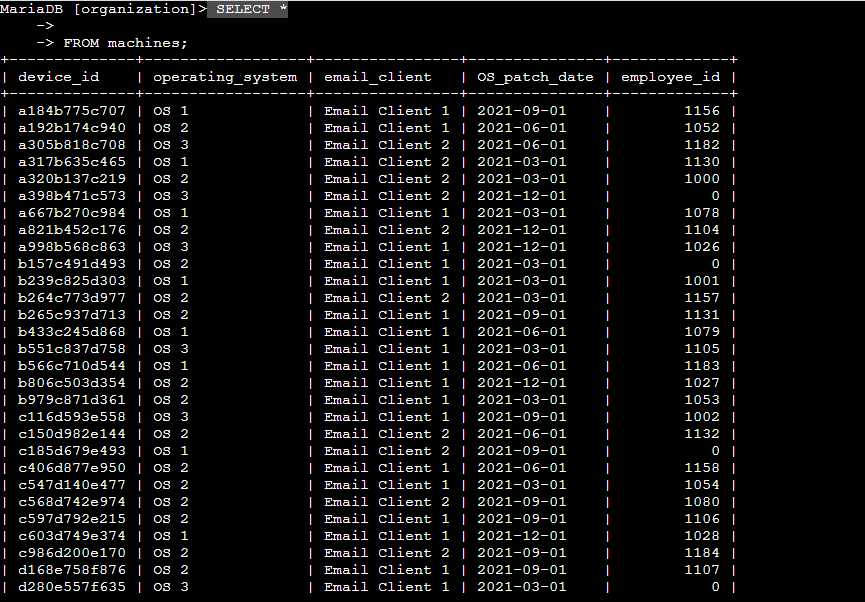 MariaDB [organization]> SELECT *
    ->
    -> FROM machines;
+--------------+------------------+----------------+---------------+-------------+
| device_id    | operating_system | email_client   | OS_patch_date | employee_id |
+--------------+------------------+----------------+---------------+-------------+
| a184b775c707 | OS 1             | Email Client 1 | 2021-09-01    |        1156 |
| a192b174c940 | OS 2             | Email Client 1 | 2021-06-01    |        1052 |
| a305b818c708 | OS 3             | Email Client 2 | 2021-06-01    |        1182 |
| a317b635c465 | OS 1             | Email Client 2 | 2021-03-01    |        1130 |
| a320b137c219 | OS 2             | Email Client 2 | 2021-03-01    |        1000 |
| a398b471c573 | OS 3             | Email Client 2 | 2021-12-01    |           0 |
| a667b270c984 | OS 1             | Email Client 1 | 2021-03-01    |        1078 |
| a821b452c176 | OS 2             | Email Client 2 | 2021-12-01    |        1104 |
| a998b568c863 | OS 3             | Email Client 1 | 2021-12-01    |        1026 |
| b157c491d493 | OS 2             | Email Client 1 | 2021-03-01    |           0 |
| b239c825d303 | OS 1             | Email Client 1 | 2021-03-01    |        1001 |
| b264c773d977 | OS 2             | Email Client 2 | 2021-03-01    |        1157 |
| b265c937d713 | OS 2             | Email Client 1 | 2021-09-01    |        1131 |
| b433c245d868 | OS 1             | Email Client 1 | 2021-06-01    |        1079 |
| b551c837d758 | OS 3             | Email Client 1 | 2021-03-01    |        1105 |
| b566c710d544 | OS 1             | Email Client 1 | 2021-06-01    |        1183 |
| b806c503d354 | OS 2             | Email Client 1 | 2021-12-01    |        1027 |
| b979c871d361 | OS 2             | Email Client 1 | 2021-03-01    |        1053 |
| c116d593e558 | OS 3             | Email Client 1 | 2021-09-01    |        1002 |
| c150d982e144 | OS 2             | Email Client 2 | 2021-06-01    |        1132 |
| c185d679e493 | OS 1             | Email Client 2 | 2021-09-01    |           0 |
| c406d877e950 | OS 2             | Email Client 1 | 2021-06-01    |        1158 |
| c547d140e477 | OS 2             | Email Client 1 | 2021-03-01    |        1054 |
| c568d742e974 | OS 2             | Email Client 2 | 2021-09-01    |        1080 |
| c597d792e215 | OS 2             | Email Client 1 | 2021-09-01    |        1106 |
| c603d749e374 | OS 1             | Email Client 1 | 2021-12-01    |        1028 |
| c986d200e170 | OS 2             | Email Client 2 | 2021-09-01    |        1184 |
| d168e758f876 | OS 2             | Email Client 1 | 2021-09-01    |        1107 |
| d280e557f635 | OS 3             | Email Client 1 | 2021-03-01    |           0 |